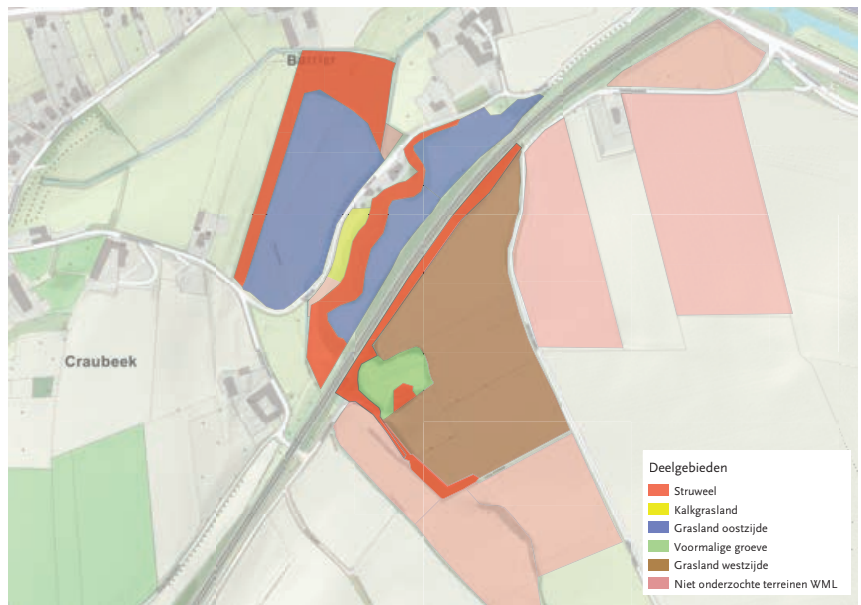 Barrier
Craubeek
Deelgebieden
Struweel
Kalkgrasland
Grasland oostzijde
Voormalige groeve
Grasland westzijde
Niet onderzochte terreinen WML